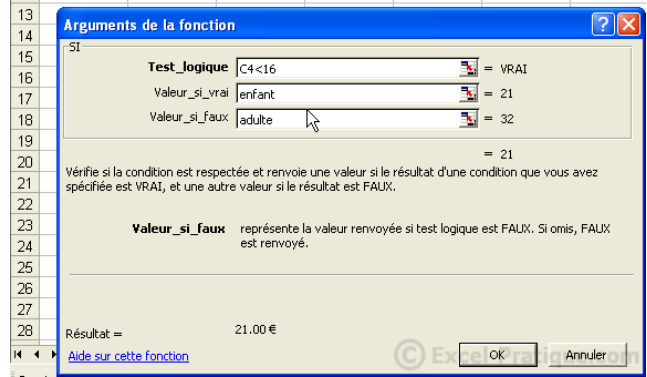 13
14
15
16
17
18
19
20
21
22
23
24
25
26
27
28
Arguments de la fonction
SI
Test_logique C4<16 = VRAI
Valeur_si_vrai enfant = 21
Valeur_si_faux adulte = 32
= 21
Vérifie si la condition est respectée et renvoie une valeur si le résultat d'une condition que vous avez
spécifiée est VRAI, et une autre valeur si le résultat est FAUX.
Valeur_si_faux représente la valeur renvoyée si test logique est FAUX. Si omis, FAUX
est renvoyé.
Résultat = 21.00 €
Aide sur cette fonction
OK Annuler
© Excel-Pratique.com